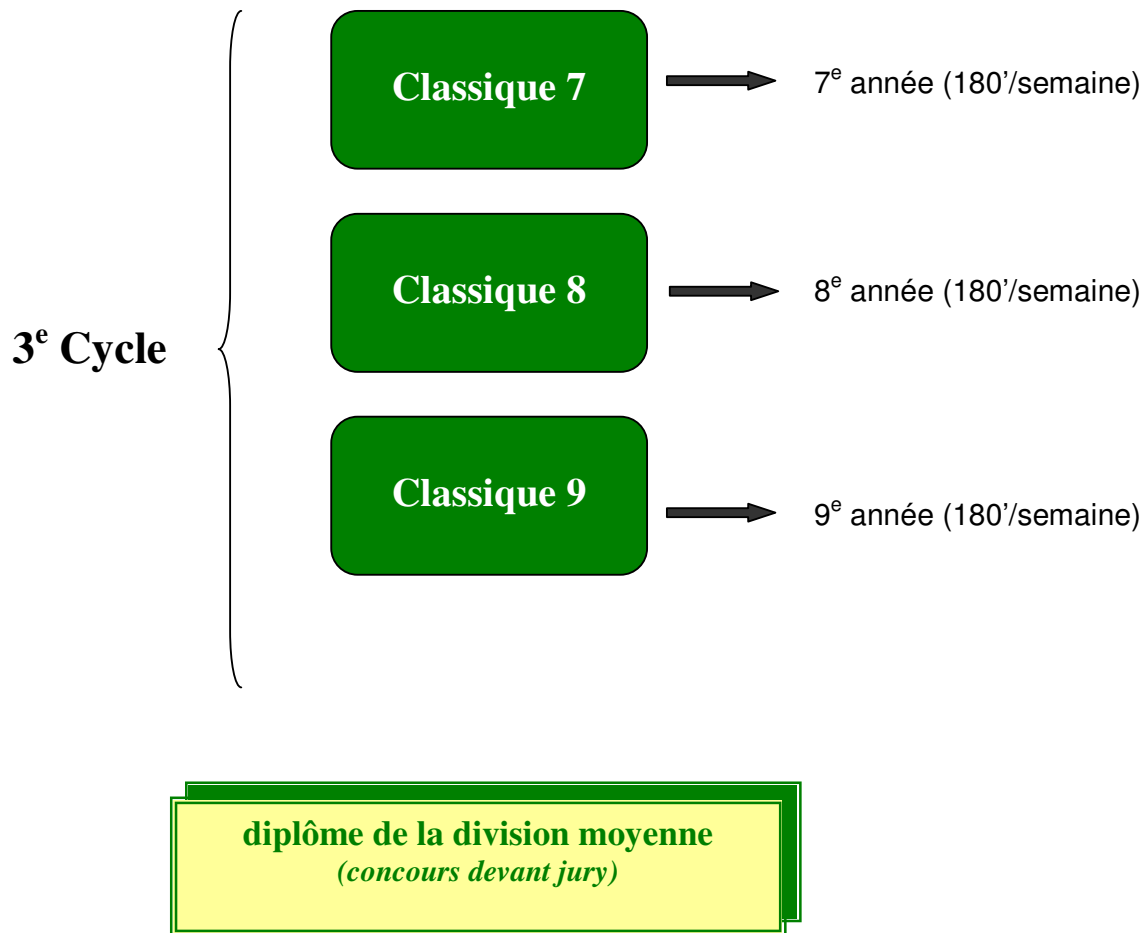 Classique 7
7e année (180’/semaine)
Classique 8
8e année (180’/semaine)
3e Cycle
Classique 9
9e année (180’/semaine)
diplôme de la division moyenne
(concours devant jury)